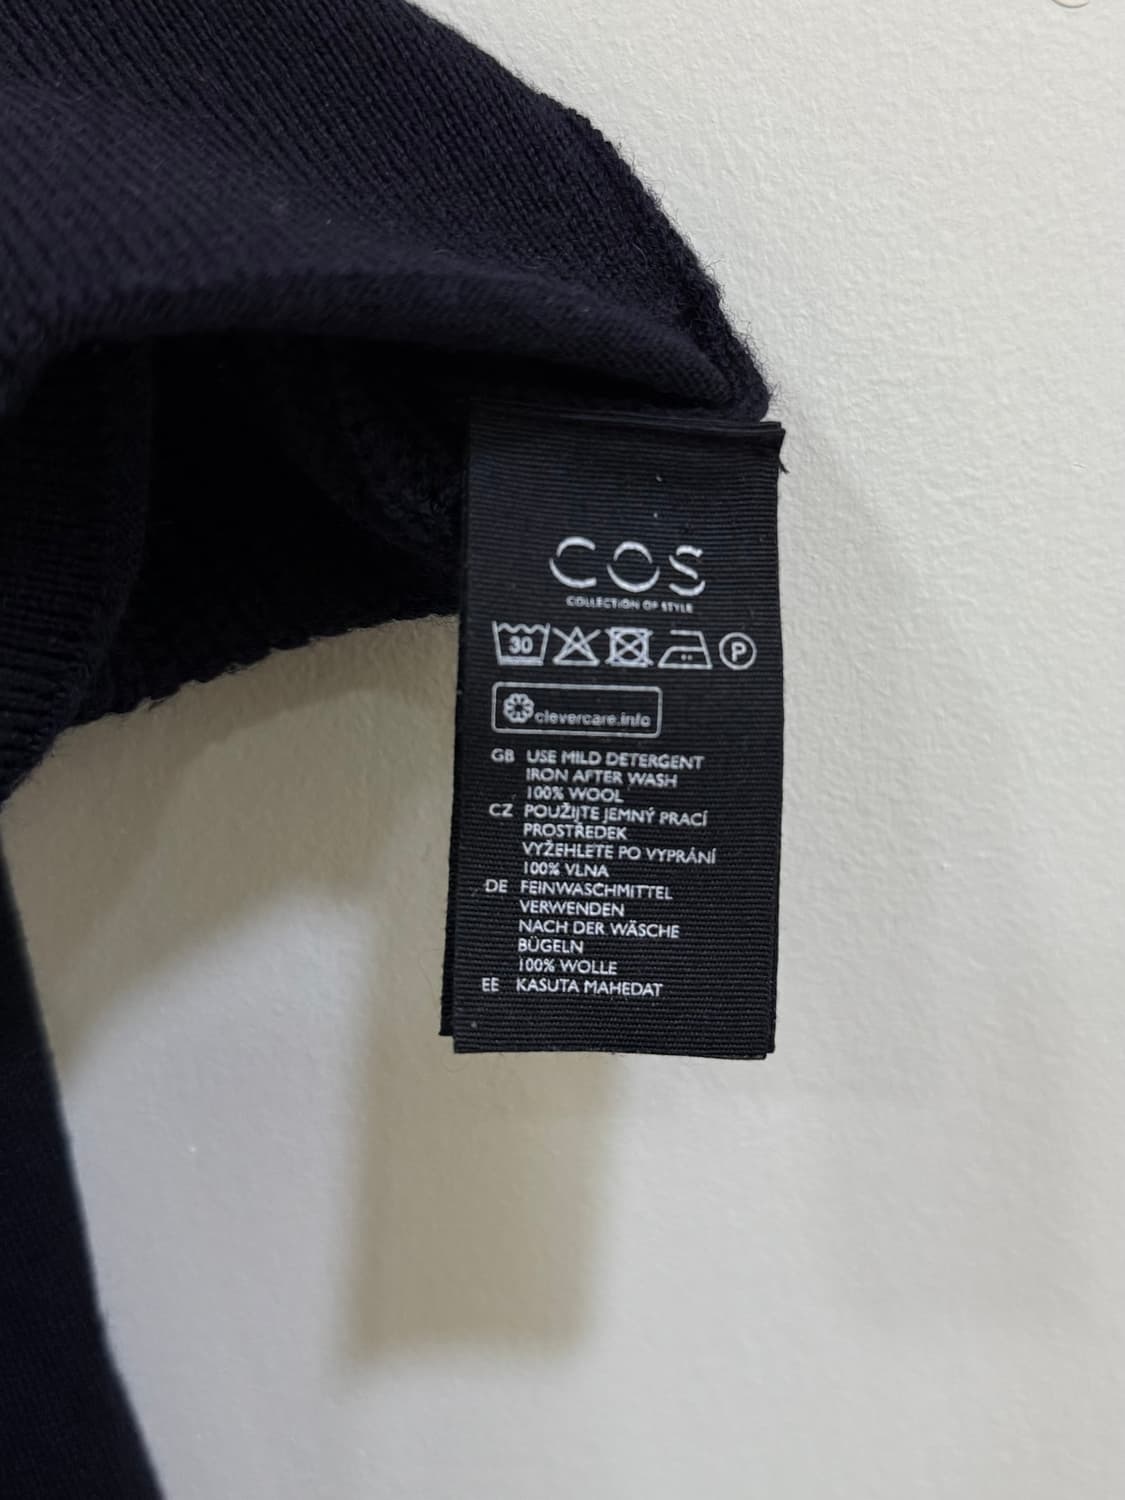 COS
COLLECTION OF STYLE
30 P
clevercare.info
GB USE MILD DETERGENT
IRON AFTER WASH
100% WOOL
CZ POUŽIJTE JEMNÝ PRACÍ
PROSTŘEDEK
VYŽEHLETE PO VYPRÁNÍ
100% VLNA
DE FEINWASCHMITTEL
VERWENDEN
NACH DER WÄSCHE
BÜGELN
100% WOLLE
EE KASUTA MAHEDAT